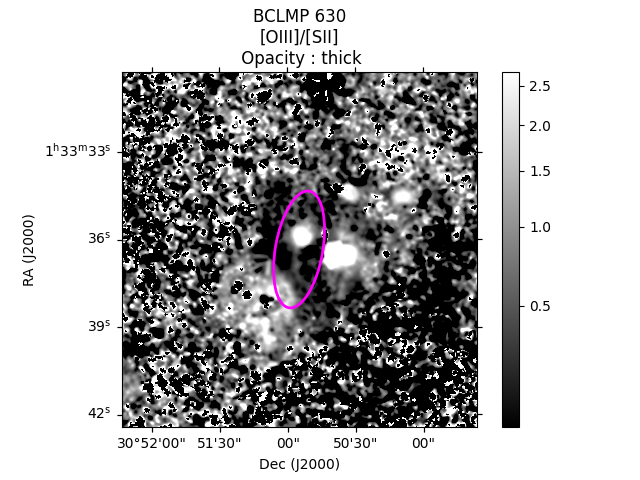 BCLMP 630
[OIII]/[SII]
Opacity : thick
1ʰ33ᵐ33ˢ
36ˢ
39ˢ
42ˢ
RA (J2000)
30°52'00" 51'30" 00" 50'30" 00"
Dec (J2000)
2.5
2.0
1.5
1.0
0.5